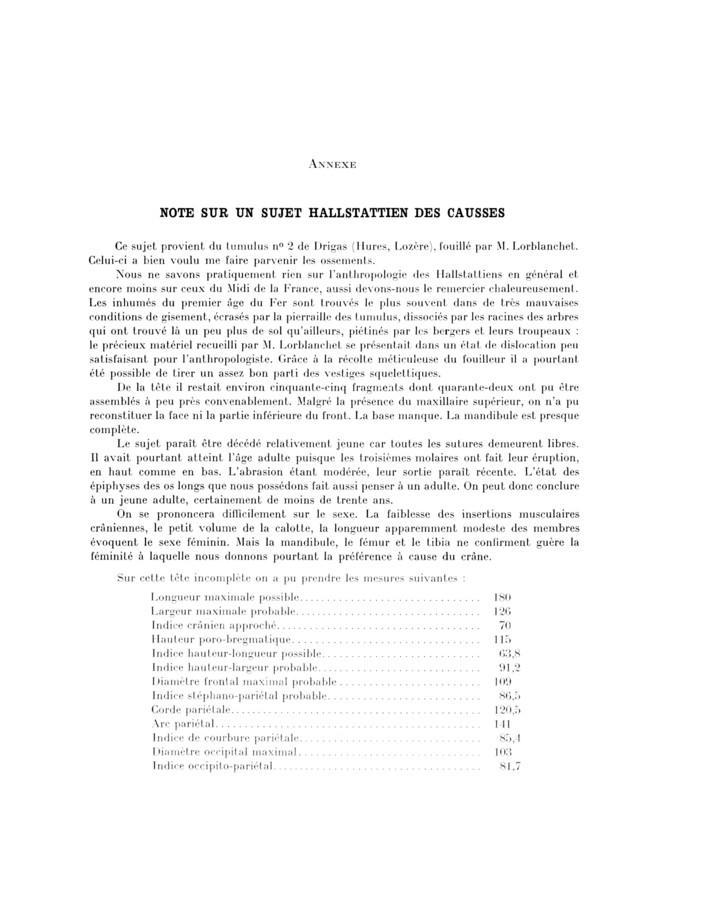 ANNEXE
NOTE SUR UN SUJET HALLSTATTIEN DES CAUSSES
Ce sujet provient du tumulus nº 2 de Drigas (Hures, Lozère), fouillé par M. Lorblanchet.
Celui-ci a bien voulu me faire parvenir les ossements.
Nous ne savons pratiquement rien sur l'anthropologie des Hallstattiens en général et
encore moins sur ceux du Midi de la France, aussi devons-nous le remercier chaleureusement.
Les inhumés du premier âge du Fer sont trouvés le plus souvent dans de très mauvaises
conditions de gisement, écrasés par la pierraille des tumulus, dissociés par les racines des arbres
qui ont trouvé là un peu plus de sol qu'ailleurs, piétinés par les bergers et leurs troupeaux :
le précieux matériel recueilli par M. Lorblanchet se présentait dans un état de dislocation peu
satisfaisant pour l'anthropologiste. Grâce à la récolte méticuleuse du fouilleur il a pourtant
été possible de tirer un assez bon parti des vestiges squelettiques.
De la tête il restait environ cinquante-cinq fragments dont quarante-deux ont pu être
assemblés à peu près convenablement. Malgré la présence du maxillaire supérieur, on n'a pu
reconstituer la face ni la partie inférieure du front. La base manque. La mandibule est presque
complète.
Le sujet paraît être décédé relativement jeune car toutes les sutures demeurent libres.
Il avait pourtant atteint l'âge adulte puisque les troisièmes molaires ont fait leur éruption,
en haut comme en bas. L'abrasion étant modérée, leur sortie paraît récente. L'état des
épiphyses des os longs que nous possédons fait aussi penser à un adulte. On peut donc conclure
à un jeune adulte, certainement de moins de trente ans.
On se prononcera difficilement sur le sexe. La faiblesse des insertions musculaires
crâniennes, le petit volume de la calotte, la longueur apparemment modeste des membres
évoquent le sexe féminin. Mais la mandibule, le fémur et le tibia ne confirment guère la
féminité à laquelle nous donnons pourtant la préférence à cause du crâne.
Sur cette tête incomplète on a pu prendre les mesures suivantes :
Longueur maximale possible................................ 180
Largeur maximale probable................................ 126
Indice crânien approché.................................... 70
Hauteur poro-bregmatique................................ 115
Indice hauteur-longueur possible............................ 63,8
Indice hauteur-largeur probable............................. 91,2
Diamètre frontal maximal probable......................... 109
Indice stéphano-pariétal probable........................... 86,5
Corde pariétale............................................ 120,5
Arc pariétal............................................... 141
Indice de courbure pariétale................................ 85,4
Diamètre occipital maximal................................ 103
Indice occipito-pariétal..................................... 81,7